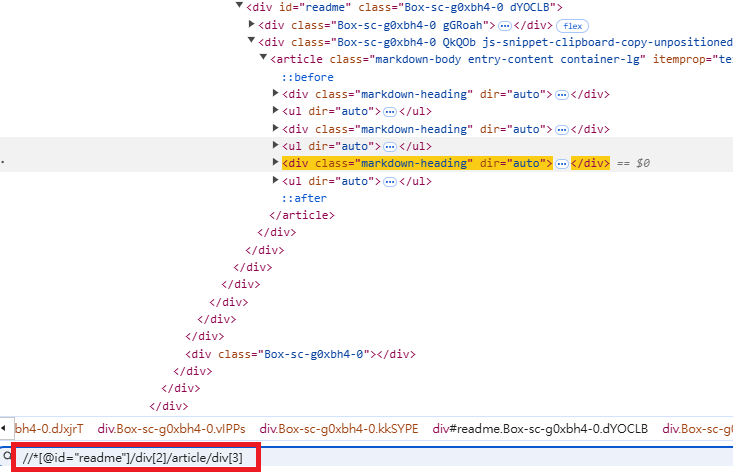 ▼<div id="readme" class="Box-sc-g0xbh4-0 dYOCLB">
▶<div class="Box-sc-g0xbh4-0 gGRoah">⋯</div> flex
▼<div class="Box-sc-g0xbh4-0 QkQOb js-snippet-clipboard-copy-unpositioned
▼<article class="markdown-body entry-content container-lg" itemprop="te
::before
▶<div class="markdown-heading" dir="auto">⋯</div>
▶<ul dir="auto">⋯</ul>
▶<div class="markdown-heading" dir="auto">⋯</div>
▶<ul dir="auto">⋯</ul>
▶<div class="markdown-heading" dir="auto">⋯</div> == $0
▶<ul dir="auto">⋯</ul>
::after
</article>
</div>
</div>
</div>
</div>
</div>
</div>
</div>
<div class="Box-sc-g0xbh4-0"></div>
</div>
</div>
</div>
bh4-0.dJxjrT div.Box-sc-g0xbh4-0.vIPPs div.Box-sc-g0xbh4-0.kkSYPE div#readme.Box-sc-g0xbh4-0.dYOCLB div.Box-sc-g0
//*[@id="readme"]/div[2]/article/div[3]